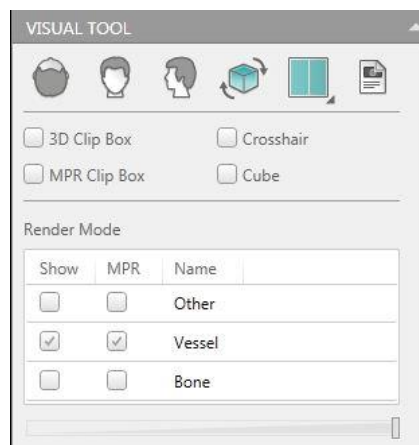 VISUAL TOOL
3D Clip Box Crosshair
MPR Clip Box Cube
Render Mode
Show MPR Name
Other
Vessel
Bone